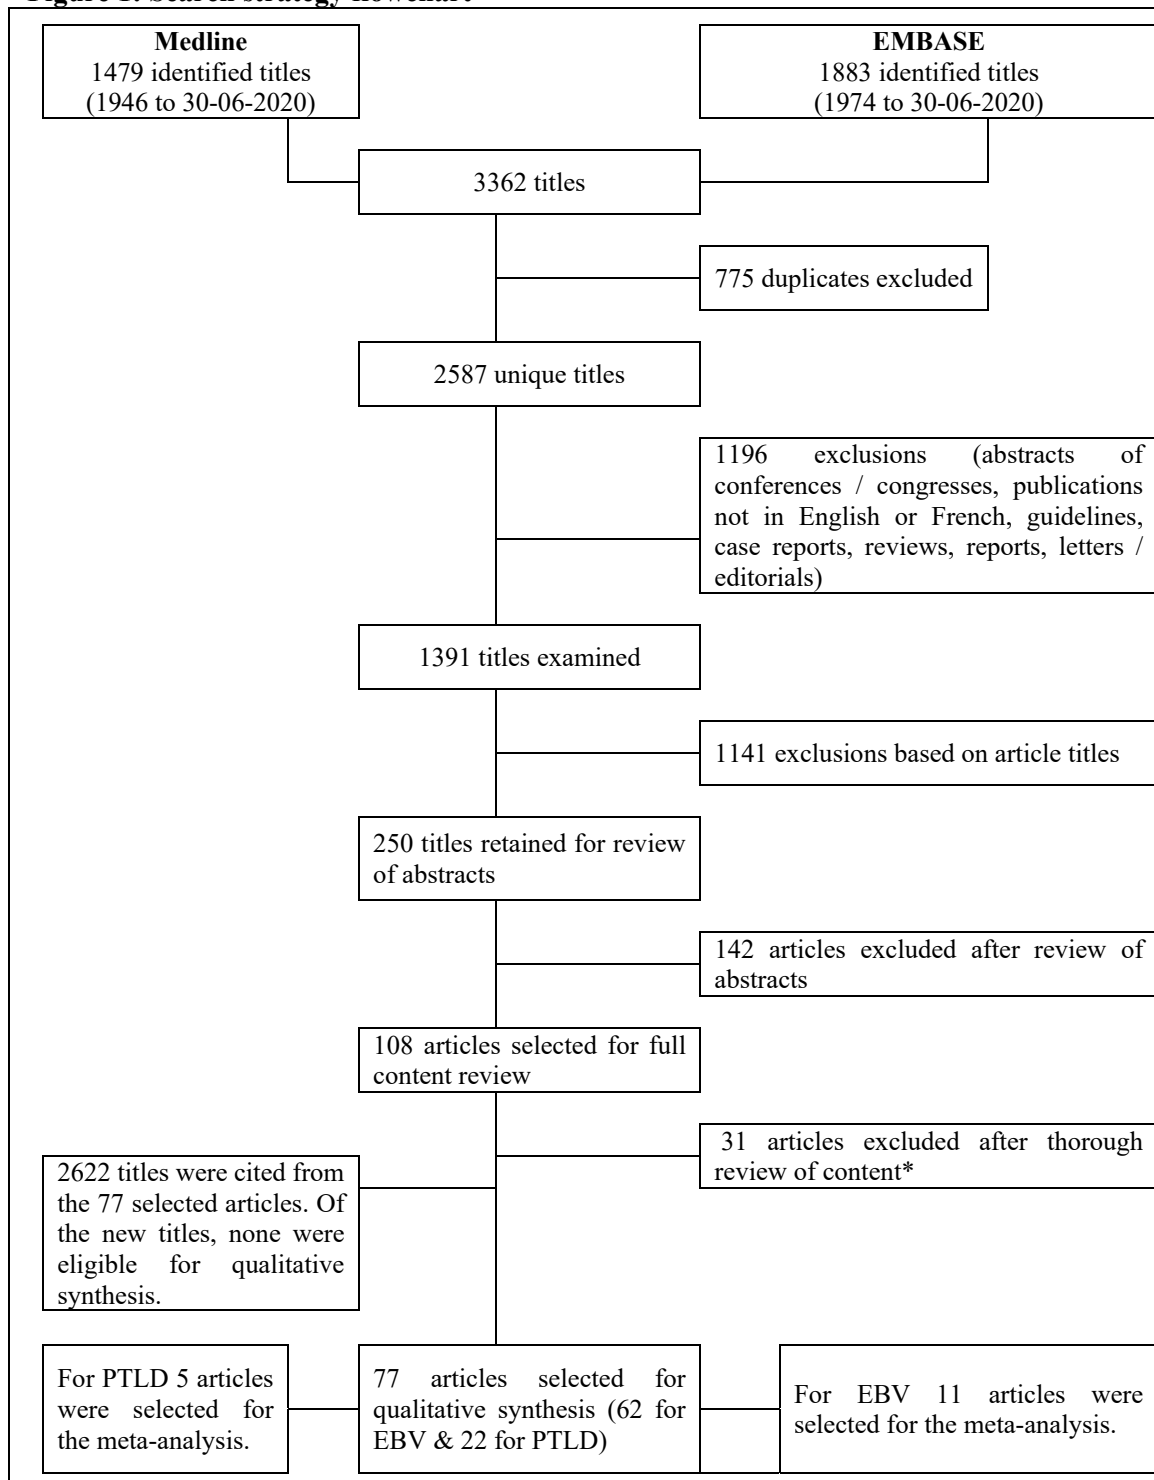 Medline
1479 identified titles
(1946 to 30-06-2020)
EMBASE
1883 identified titles
(1974 to 30-06-2020)
3362 titles
775 duplicates excluded
2587 unique titles
1196 exclusions (abstracts of
conferences / congresses, publications
not in English or French, guidelines,
case reports, reviews, reports, letters /
editorials)
1391 titles examined
1141 exclusions based on article titles
250 titles retained for review
of abstracts
142 articles excluded after review of
abstracts
108 articles selected for full
content review
31 articles excluded after thorough
review of content*
2622 titles were cited from
the 77 selected articles. Of
the new titles, none were
eligible for qualitative
synthesis.
For PTLD 5 articles
were selected for
the meta-analysis.
77 articles selected for
qualitative synthesis (62 for
EBV & 22 for PTLD)
For EBV 11 articles were
selected for the meta-analysis.